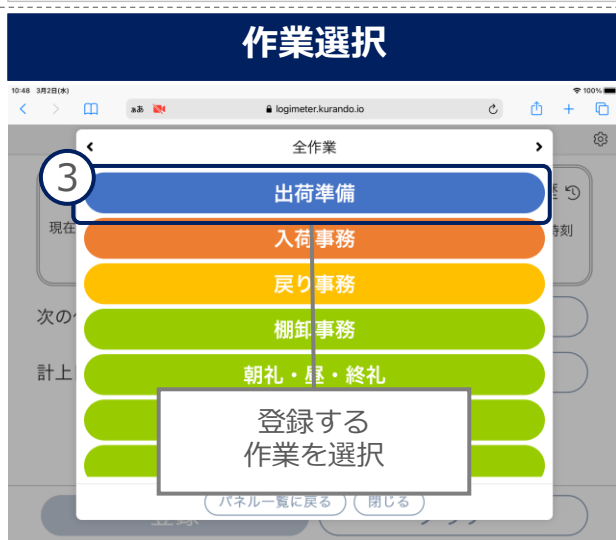 作業選択
10:48 3月2日(水)
100%
ぁあ
logimeter.kurando.io
全作業
3
出荷準備
現在
時刻
入荷事務
戻り事務
次の
棚卸事務
計上
朝礼・昼・終礼
登録する
作業を選択
パネル一覧に戻る
閉じる